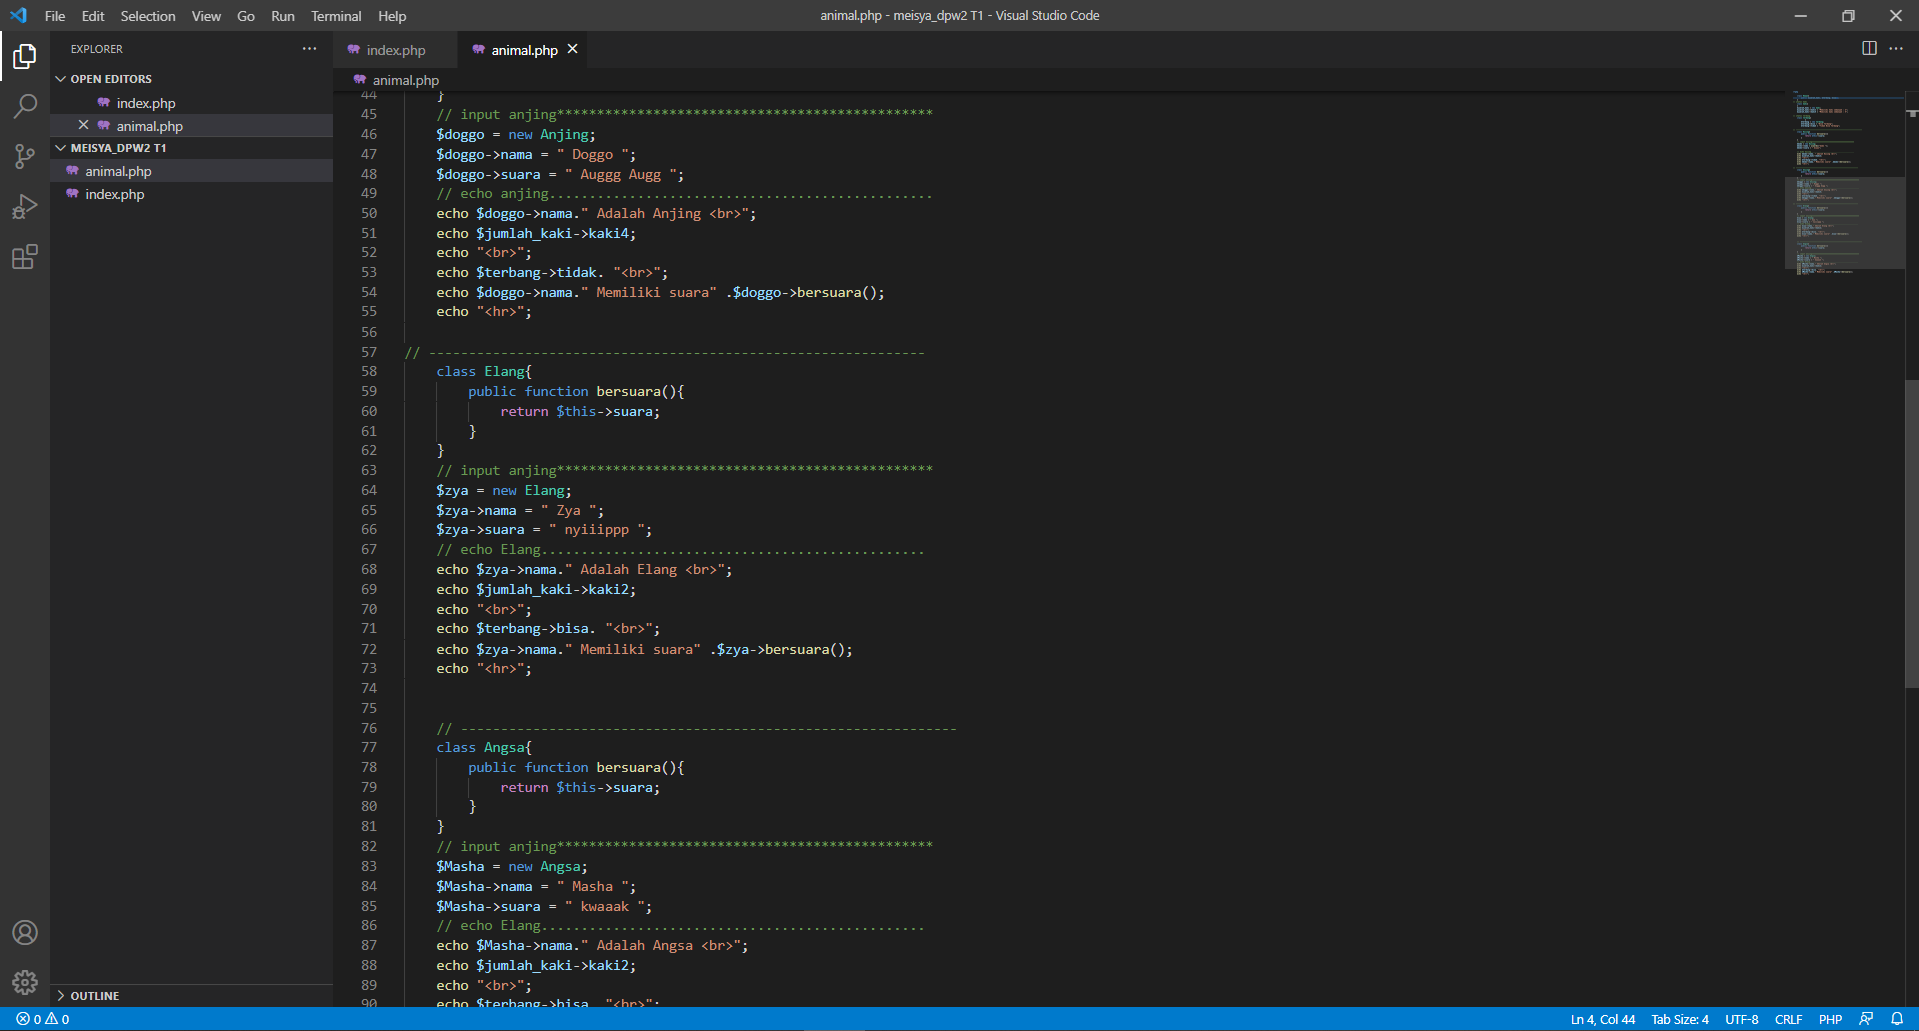 File Edit Selection View Go Run Terminal Help
animal.php - meisya_dpw2 T1 - Visual Studio Code
EXPLORER
OPEN EDITORS
index.php
animal.php
MEISYA_DPW2 T1
animal.php
index.php
OUTLINE
index.php
animal.php
animal.php
44 }
45 // input anjing***********************************************
46 $doggo = new Anjing;
47 $doggo->nama = " Doggo ";
48 $doggo->suara = " Auggg Augg ";
49 // echo anjing................................................
50 echo $doggo->nama." Adalah Anjing <br>";
51 echo $jumlah_kaki->kaki4;
52 echo "<br>";
53 echo $terbang->tidak. "<br>";
54 echo $doggo->nama." Memiliki suara" .$doggo->bersuara();
55 echo "<hr>";
56
57 // --------------------------------------------------------------
58 class Elang{
59 public function bersuara(){
60 return $this->suara;
61 }
62 }
63 // input anjing***********************************************
64 $zya = new Elang;
65 $zya->nama = " Zya ";
66 $zya->suara = " nyiiippp ";
67 // echo Elang................................................
68 echo $zya->nama." Adalah Elang <br>";
69 echo $jumlah_kaki->kaki2;
70 echo "<br>";
71 echo $terbang->bisa. "<br>";
72 echo $zya->nama." Memiliki suara" .$zya->bersuara();
73 echo "<hr>";
74
75
76 // --------------------------------------------------------------
77 class Angsa{
78 public function bersuara(){
79 return $this->suara;
80 }
81 }
82 // input anjing***********************************************
83 $Masha = new Angsa;
84 $Masha->nama = " Masha ";
85 $Masha->suara = " kwaaak ";
86 // echo Elang................................................
87 echo $Masha->nama." Adalah Angsa <br>";
88 echo $jumlah_kaki->kaki2;
89 echo "<br>";
90 echo $terbang->bisa. "<br>";
0 0
Ln 4, Col 44 Tab Size: 4 UTF-8 CRLF PHP